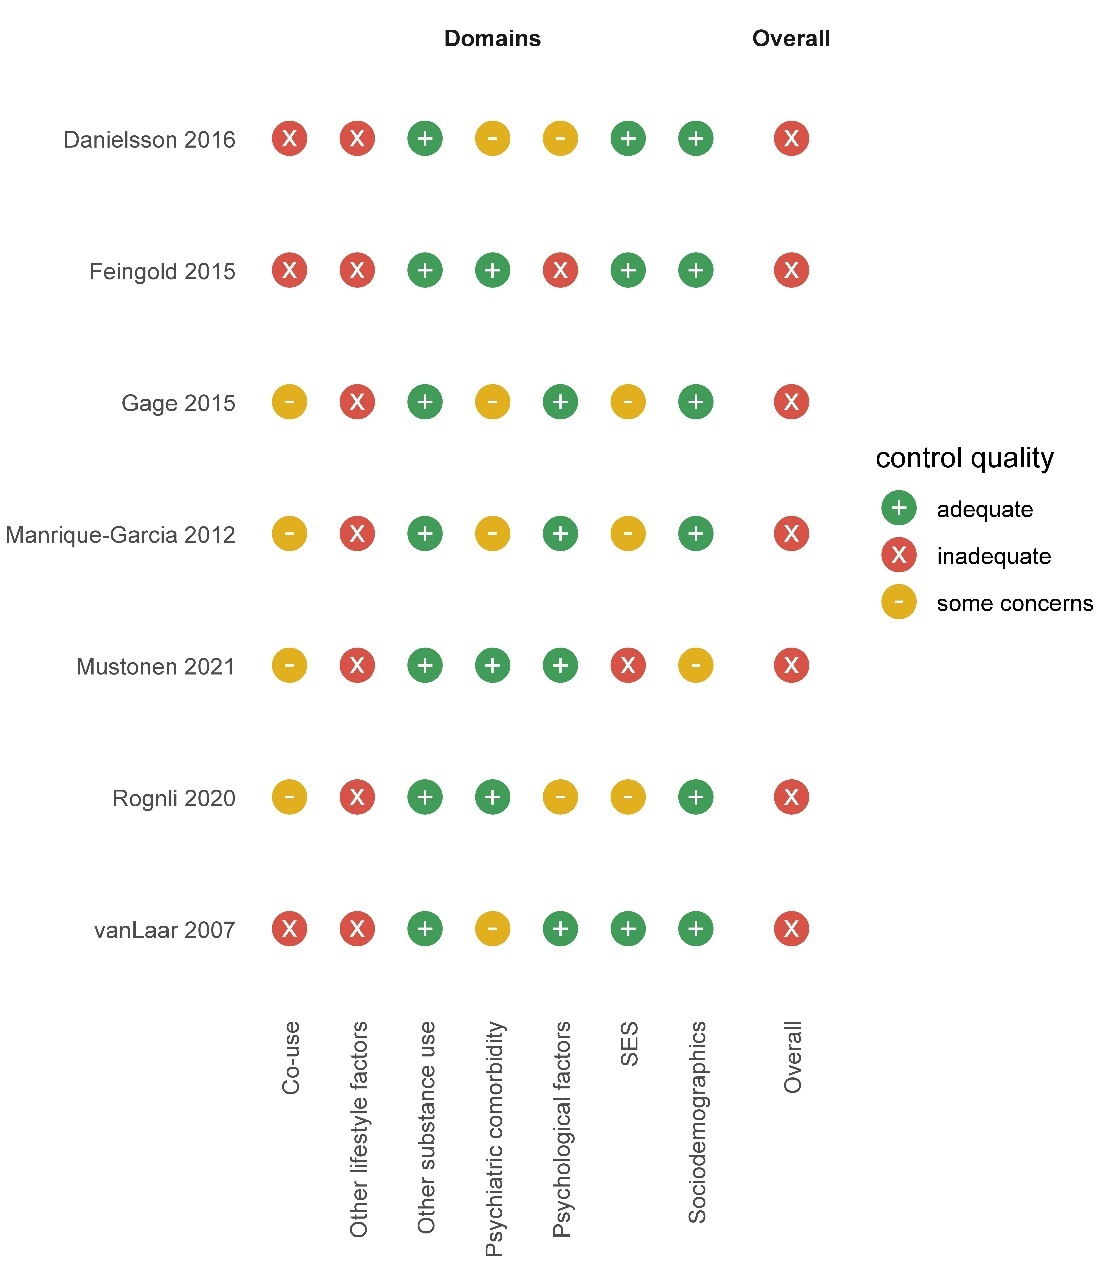 Domains Overall
Danielsson 2016 X X + - - + + X
Feingold 2015 X X + + X + + X
Gage 2015 - X + - + - + X
Manrique-Garcia 2012 - X + - + - + X
Mustonen 2021 - X + + + X - X
Rognli 2020 - X + + - - + X
vanLaar 2007 X X + - + + + X
Co-use
Other lifestyle factors
Other substance use
Psychiatric comorbidity
Psychological factors
SES
Sociodemographics
Overall
control quality
+ adequate
X inadequate
- some concerns